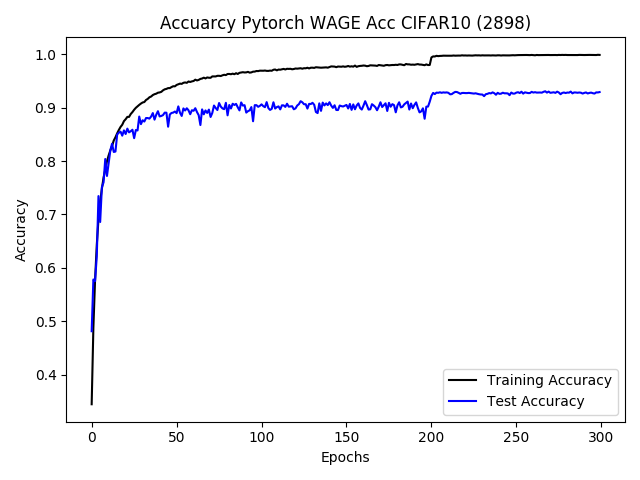 Accuarcy Pytorch WAGE Acc CIFAR10 (2898)
1.0
0.9
0.8
0.7
0.6
0.5
0.4
Accuracy
Training Accuracy
Test Accuracy
0 50 100 150 200 250 300
Epochs